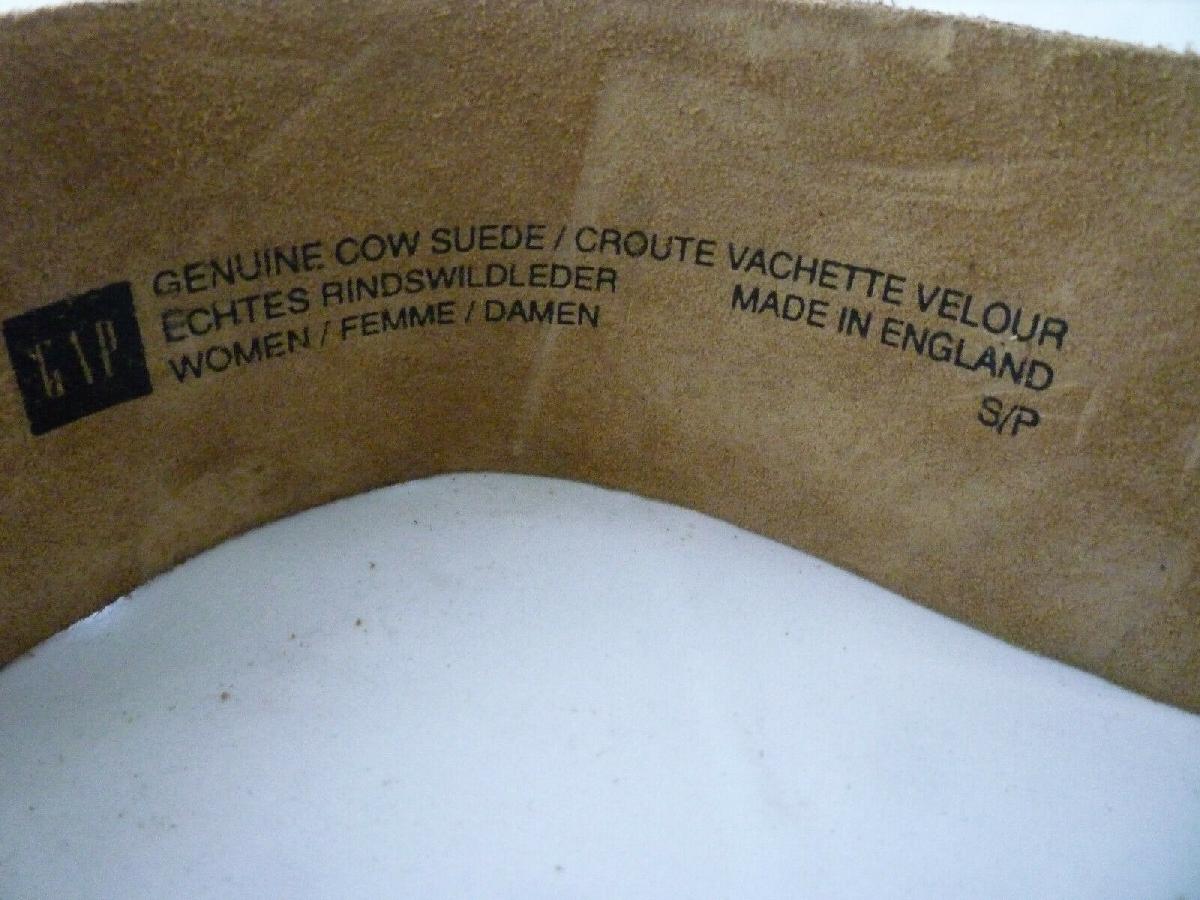 GAP
GENUINE COW SUEDE / CROUTE VACHETTE VELOUR
ECHTES RINDSWILDLEDER MADE IN ENGLAND
WOMEN / FEMME / DAMEN S/P